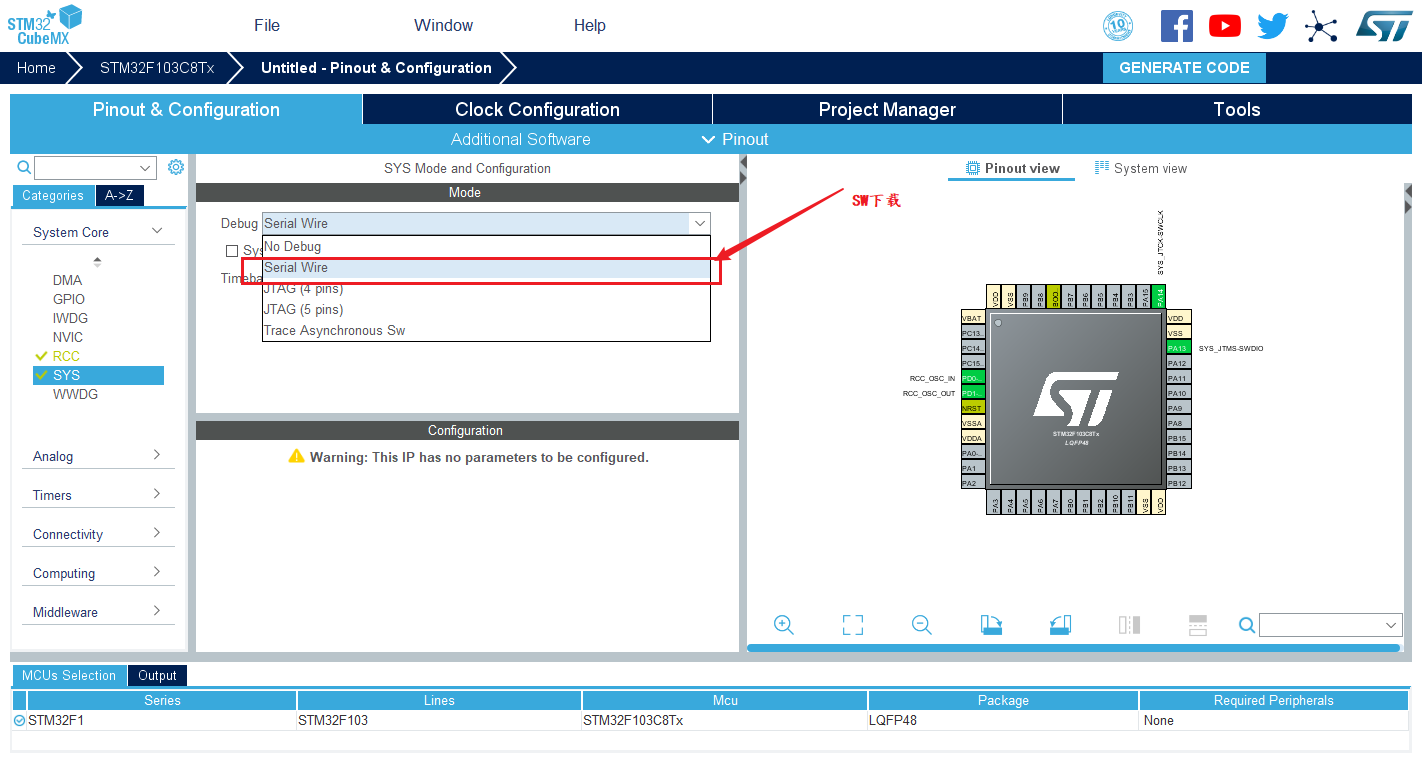 STM32
CubeMX
File
Window
Help
10
Home
STM32F103C8Tx
Untitled - Pinout & Configuration
GENERATE CODE
Pinout & Configuration
Clock Configuration
Project Manager
Tools
Additional Software
Pinout
Categories
A->Z
System Core
DMA
GPIO
IWDG
NVIC
RCC
SYS
WWDG
Analog
Timers
Connectivity
Computing
Middleware
SYS Mode and Configuration
Mode
Debug Serial Wire
No Debug
Serial Wire
JTAG (4 pins)
JTAG (5 pins)
Trace Asynchronous Sw
SW下载
Configuration
Warning: This IP has no parameters to be configured.
Pinout view
System view
SYS_JTCK-SWCLK
VDD
VSS
PB9
PB8
BOO
PB7
PB6
PB5
PB4
PB3
PA15
PA14
VBAT
PC13..
PC14..
PC15..
RCC_OSC_IN
PD0-..
RCC_OSC_OUT
PD1-..
NRST
VSSA
VDDA
PA0-..
PA1
PA2
VDD
VSS
PA13
SYS_JTMS-SWDIO
PA12
PA11
PA10
PA9
PA8
PB15
PB14
PB13
PB12
STM32F103C8Tx
LQFP48
PA3
PA4
PA5
PA6
PA7
PB0
PB1
PB2
PB10
PB11
VSS
VDD
MCUs Selection
Output
Series
Lines
Mcu
Package
Required Peripherals
STM32F1
STM32F103
STM32F103C8Tx
LQFP48
None